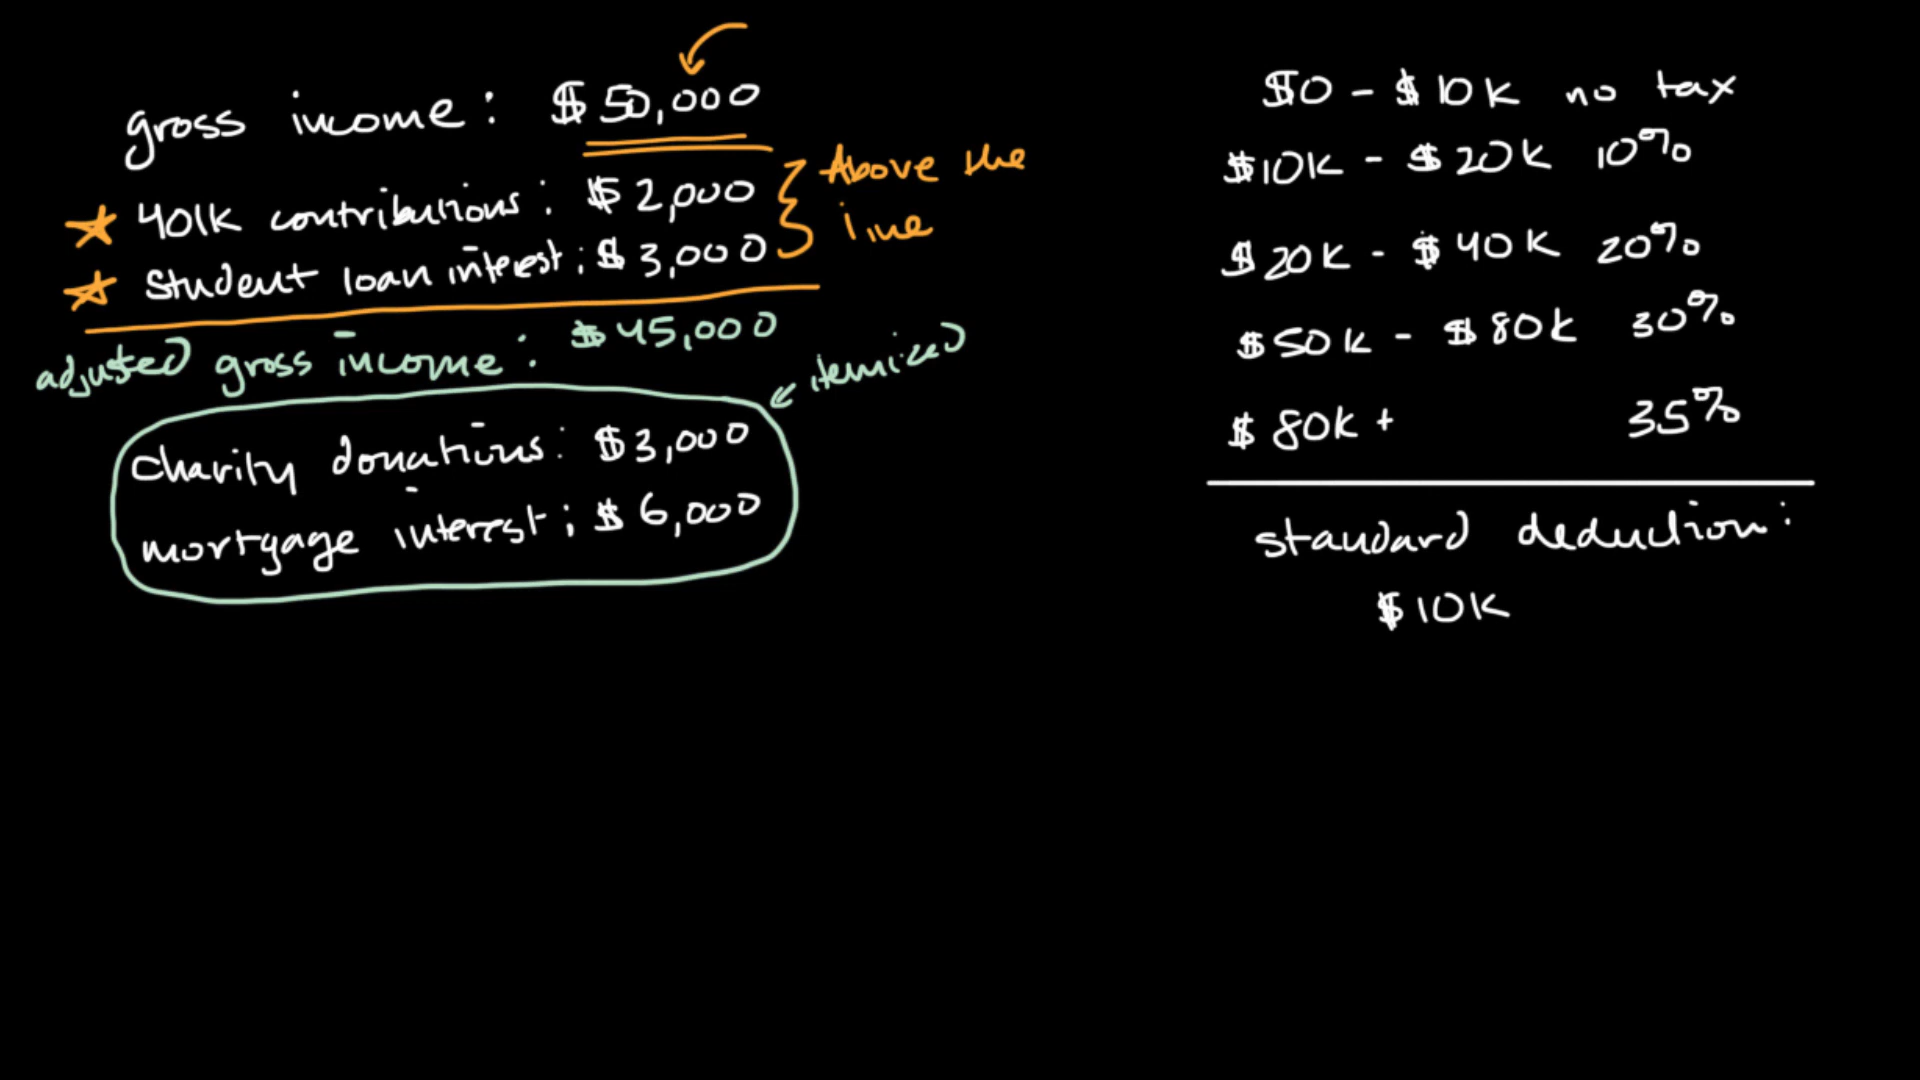 gross income: $50,000
401k contributions: $2,000
Student loan interest: $3,000
Above the line
adjusted gross income: $45,000
itemized
charity donations: $3,000
mortgage interest: $6,000
$0 - $10k no tax
$10k - $20k 10%
$20k - $40k 20%
$50k - $80k 30%
$80k + 35%
standard deduction:
$10k